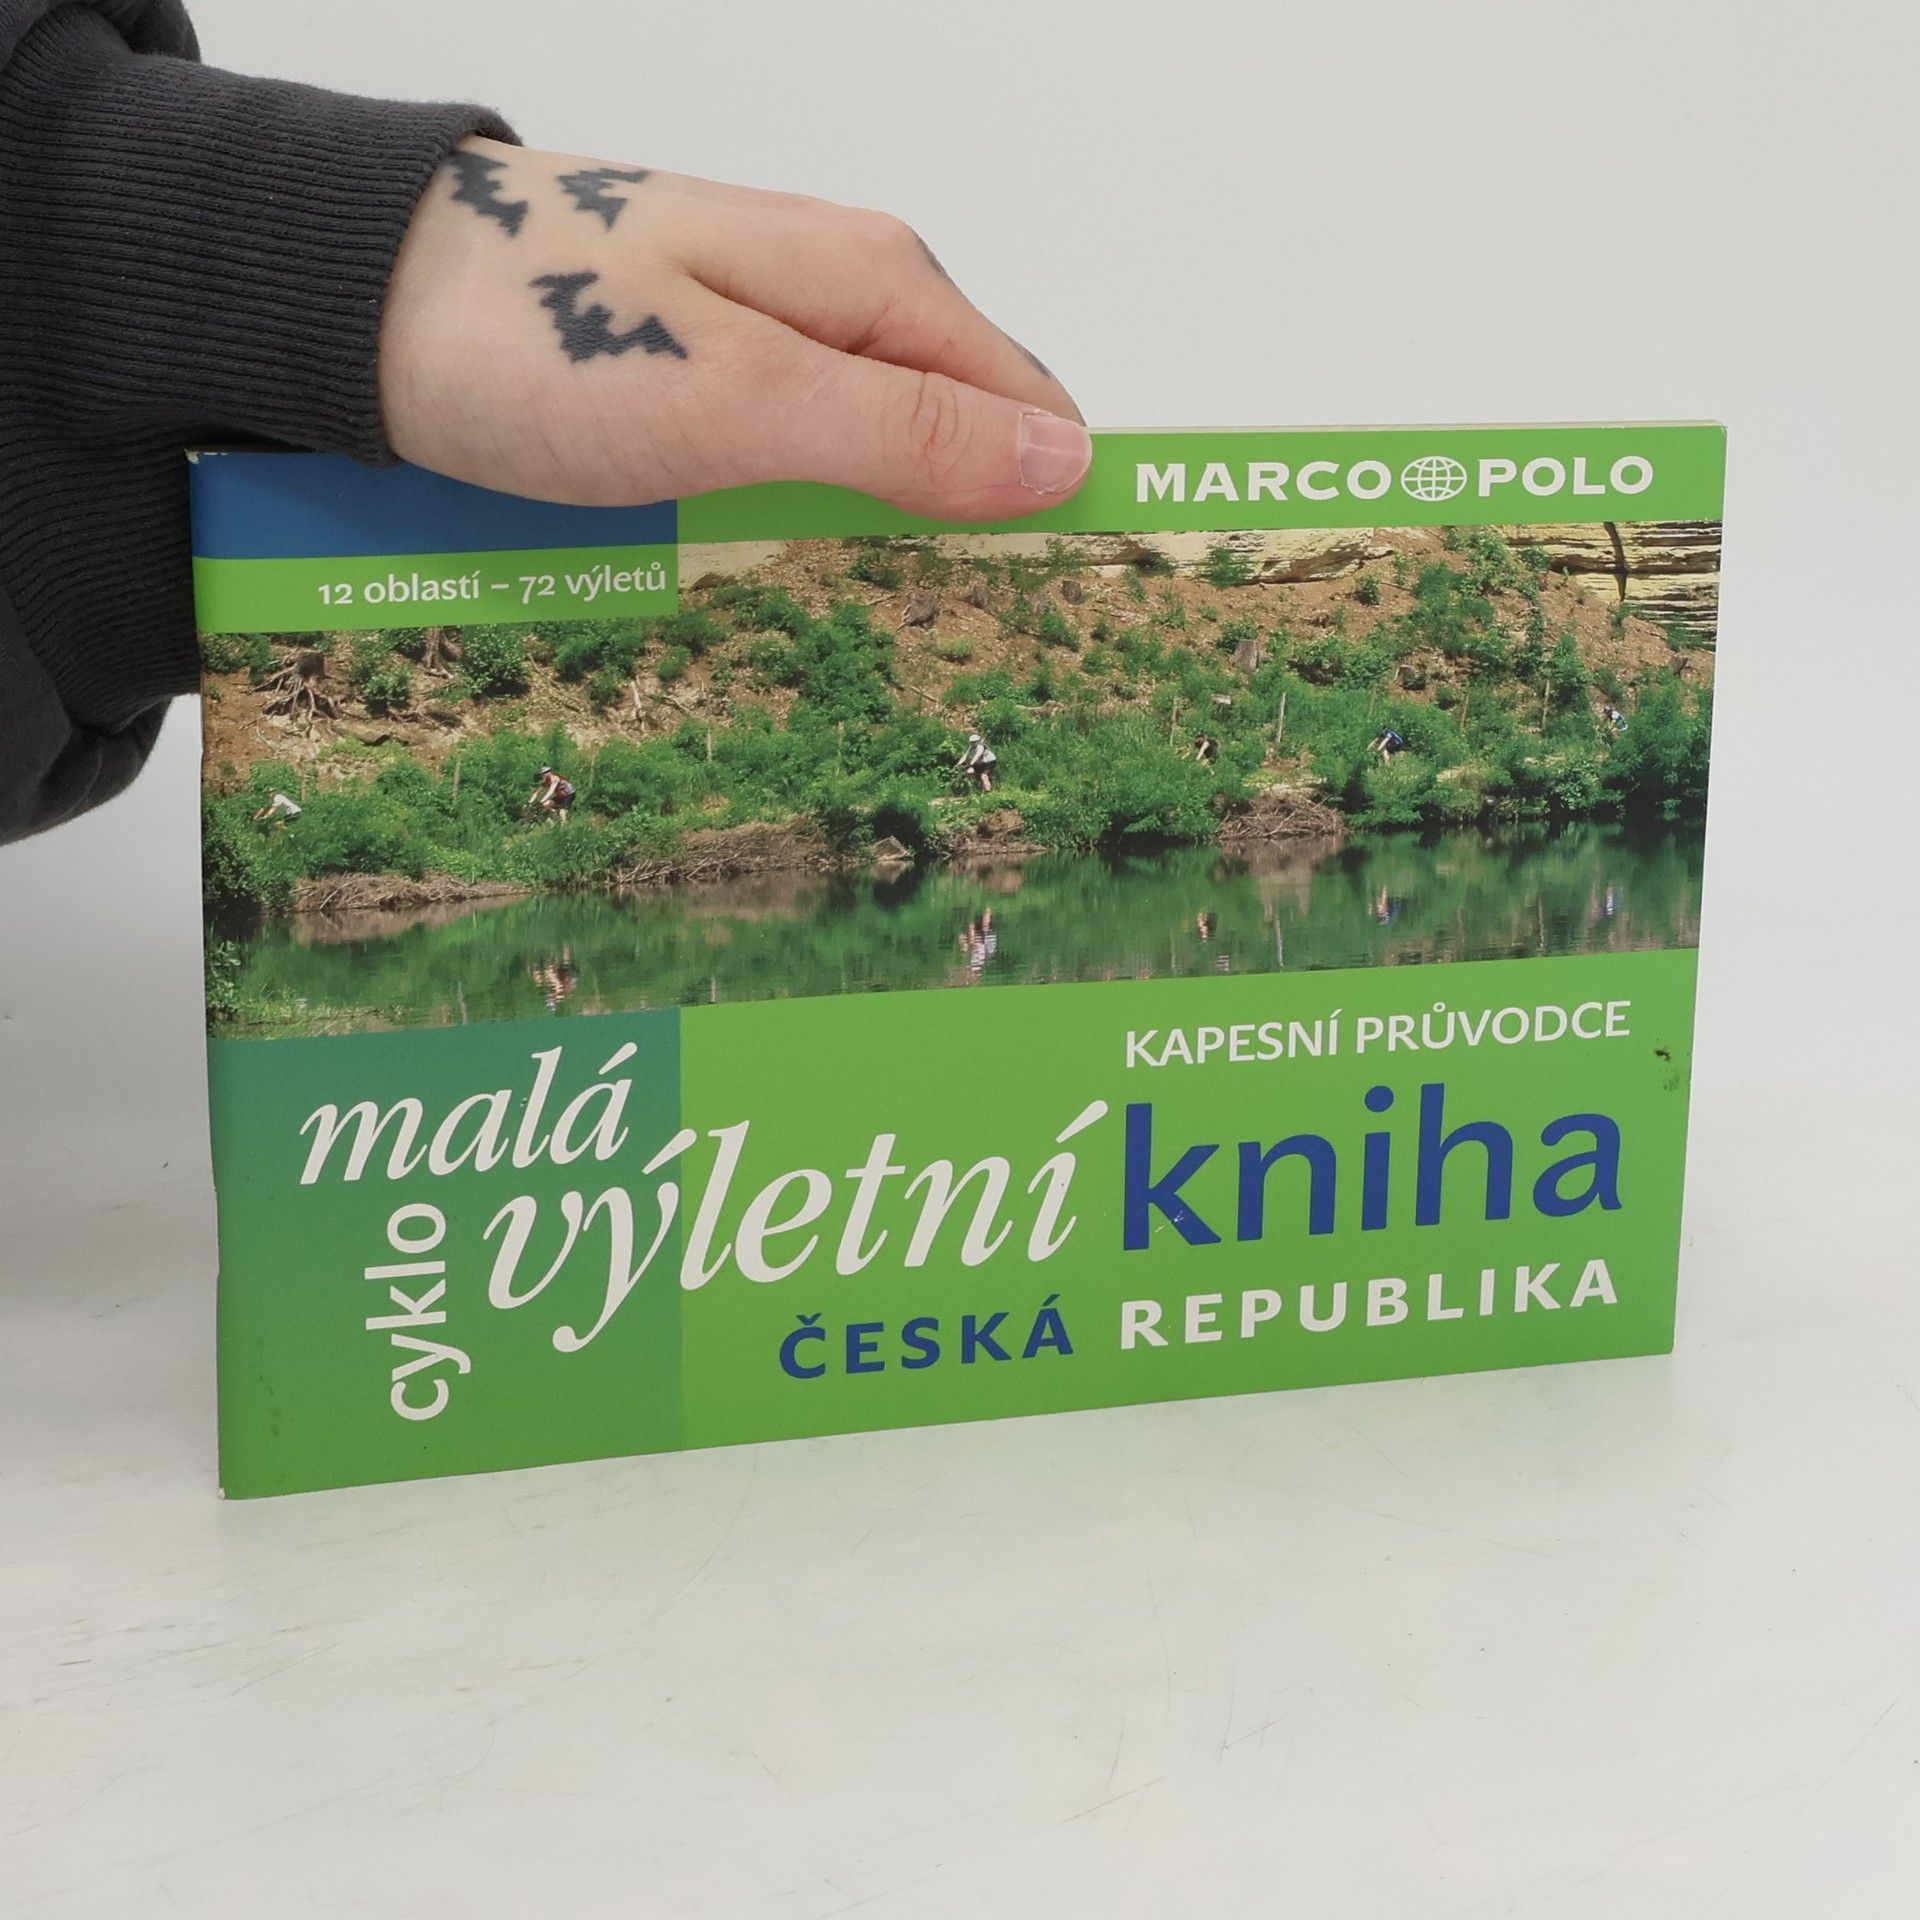 MARCO POLO
12 oblastí – 72 výletů
KAPESNÍ PRŮVODCE
malá
cyklo výletní kniha
ČESKÁ REPUBLIKA